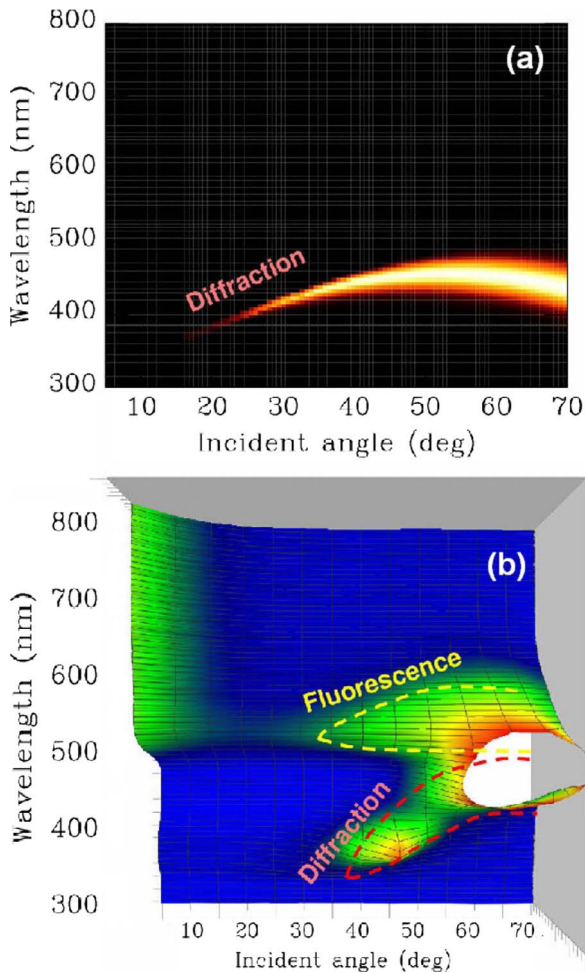 800
(a)
700
Wavelength (nm)
600
500
Diffraction
400
300
10 20 30 40 50 60 70
Incident angle (deg)
800
(b)
700
Wavelength (nm)
600
Fluorescence
500
400
Diffraction
300
10 20 30 40 50 60 70
Incident angle (deg)